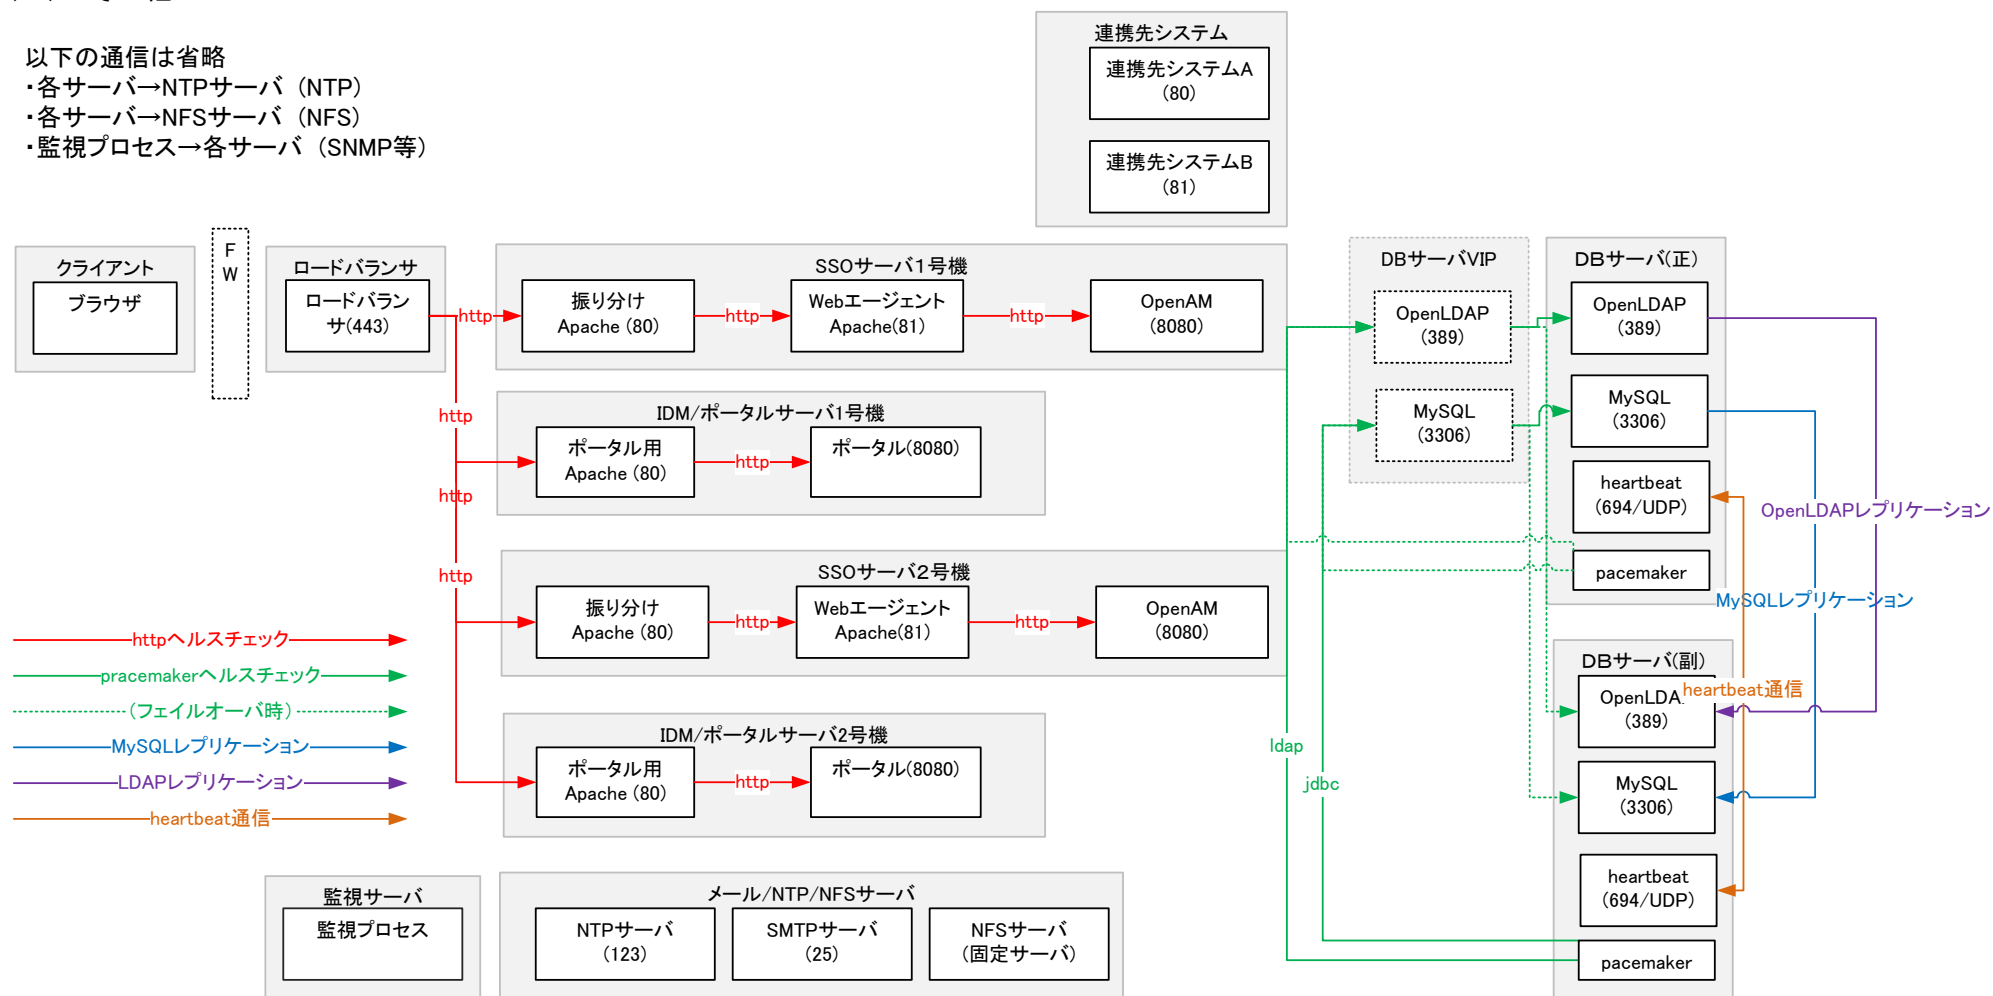 以下の通信は省略
・各サーバ→NTPサーバ (NTP)
・各サーバ→NFSサーバ (NFS)
・監視プロセス→各サーバ (SNMP等)
連携先システム
連携先システムA
(80)
連携先システムB
(81)
クライアント
ブラウザ
F
W
ロードバランサ
ロードバラン
サ(443)
http
http
http
http
SSOサーバ1号機
振り分け
Apache (80)
http
Webエージェント
Apache(81)
http
OpenAM
(8080)
IDM/ポータルサーバ1号機
ポータル用
Apache (80)
http
ポータル(8080)
SSOサーバ2号機
振り分け
Apache (80)
http
Webエージェント
Apache(81)
http
OpenAM
(8080)
IDM/ポータルサーバ2号機
ポータル用
Apache (80)
http
ポータル(8080)
DBサーバVIP
OpenLDAP
(389)
MySQL
(3306)
DBサーバ(正)
OpenLDAP
(389)
MySQL
(3306)
heartbeat
(694/UDP)
pacemaker
OpenLDAPレプリケーション
MySQLレプリケーション
DBサーバ(副)
OpenLDA
(389)
heartbeat通信
MySQL
(3306)
heartbeat
(694/UDP)
pacemaker
ldap
jdbc
httpヘルスチェック
pracemakerヘルスチェック
(フェイルオーバ時)
MySQLレプリケーション
LDAPレプリケーション
heartbeat通信
監視サーバ
監視プロセス
メール/NTP/NFSサーバ
NTPサーバ
(123)
SMTPサーバ
(25)
NFSサーバ
(固定サーバ)